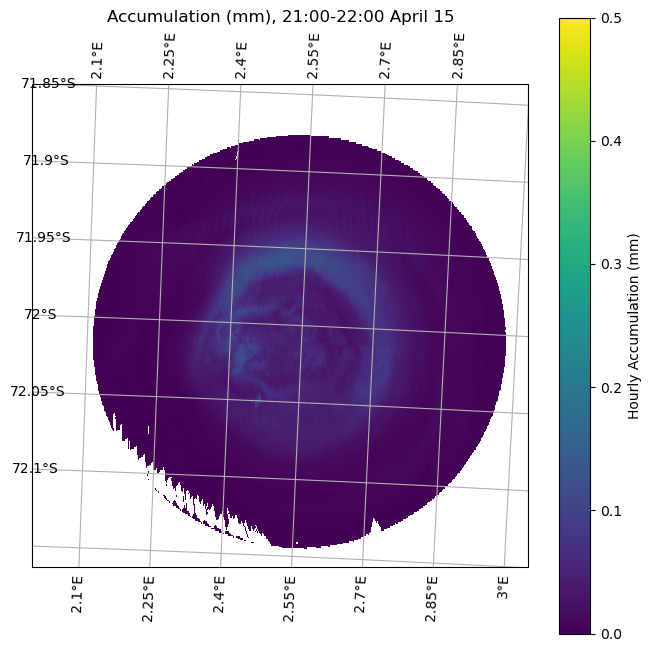 Accumulation (mm), 21:00-22:00 April 15
2.1°E
2.25°E
2.4°E
2.55°E
2.7°E
2.85°E
71.85°S
71.9°S
71.95°S
72°S
72.05°S
72.1°S
2.1°E
2.25°E
2.4°E
2.55°E
2.7°E
2.85°E
3°E
0.5
0.4
0.3
0.2
0.1
0.0
Hourly Accumulation (mm)